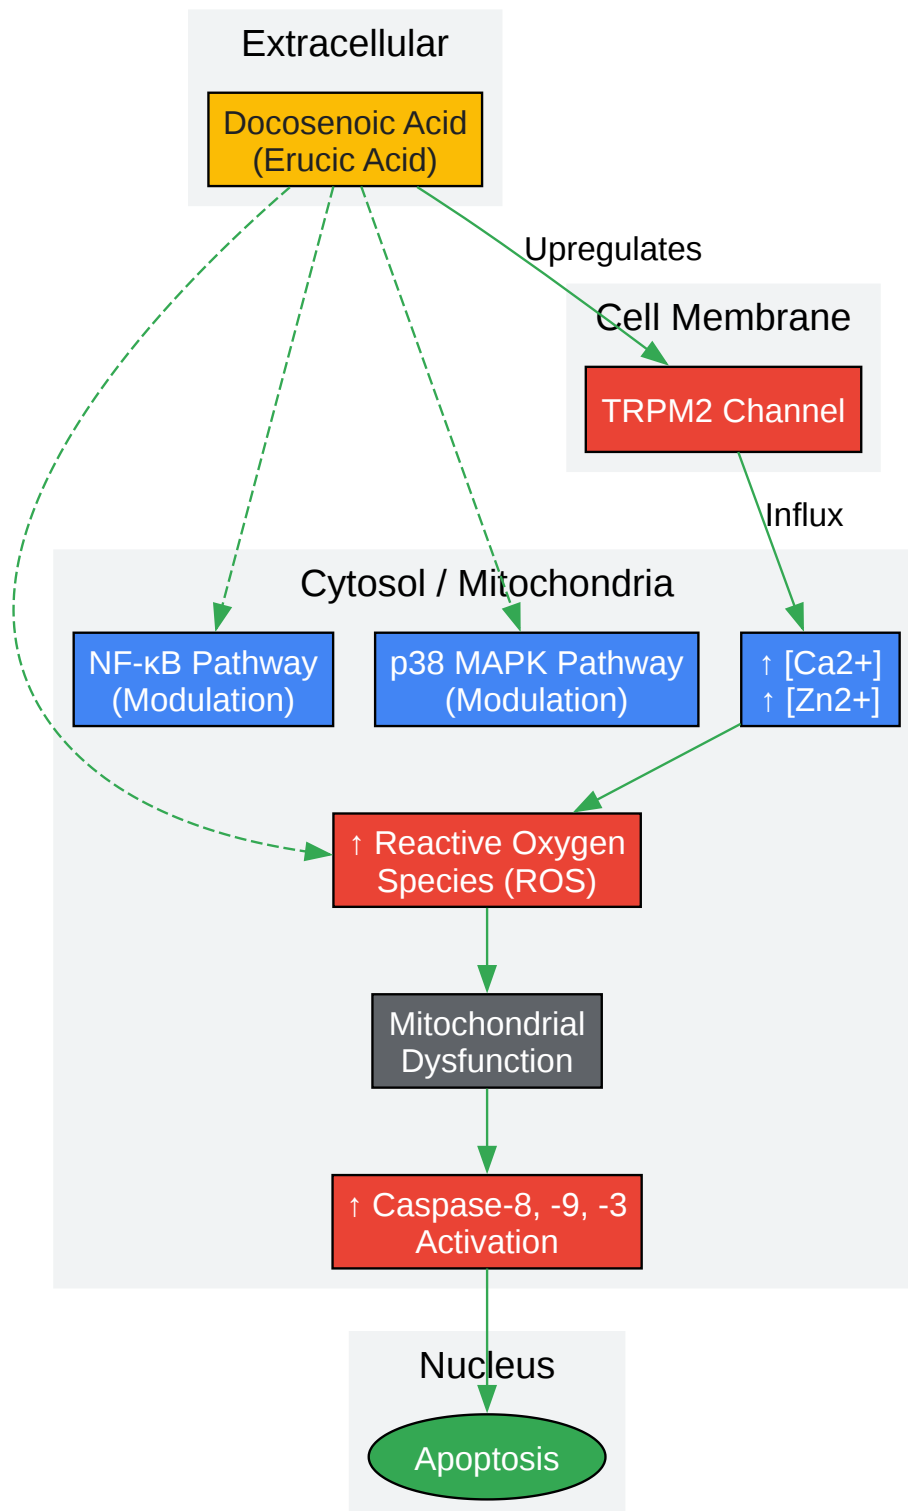 Extracellular
Docosenoic Acid
(Erucic Acid)
Upregulates
Cell Membrane
TRPM2 Channel
Influx
Cytosol / Mitochondria
NF-κB Pathway
(Modulation)
p38 MAPK Pathway
(Modulation)
↑ [Ca2+]
↑ [Zn2+]
↑ Reactive Oxygen
Species (ROS)
Mitochondrial
Dysfunction
↑ Caspase-8, -9, -3
Activation
Nucleus
Apoptosis